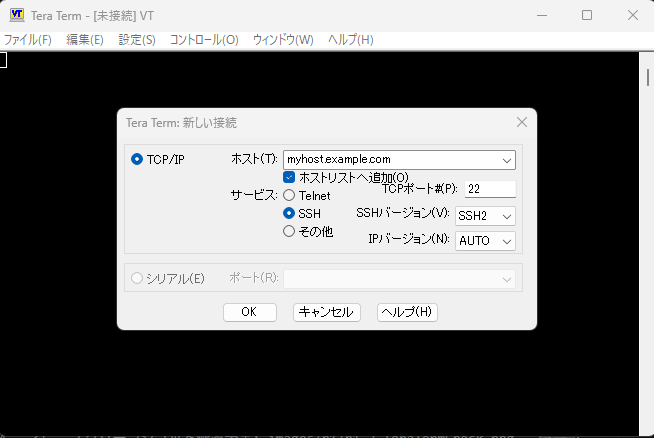 VT Tera Term - [未接続] VT
ファイル(F) 編集(E) 設定(S) コントロール(O) ウィンドウ(W) ヘルプ(H)
Tera Term: 新しい接続
TCP/IP ホスト(T): myhost.example.com
ホストリストへ追加(O)
サービス: Telnet TCPポート#(P): 22
SSH SSHバージョン(V): SSH2
その他 IPバージョン(N): AUTO
シリアル(E) ポート(R):
OK キャンセル ヘルプ(H)